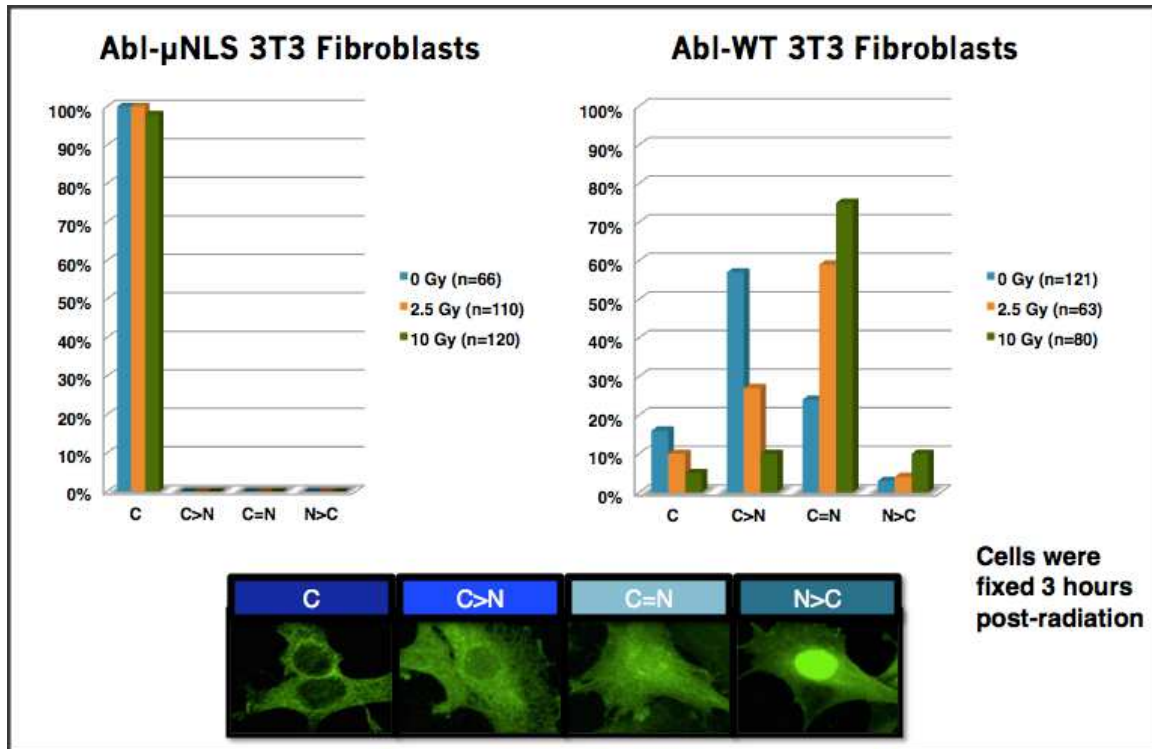 Abl-µNLS 3T3 Fibroblasts
100%
90%
80%
70%
60%
50%
40%
30%
20%
10%
0%
C C>N C=N N>C
0 Gy (n=66)
2.5 Gy (n=110)
10 Gy (n=120)
Abl-WT 3T3 Fibroblasts
100%
90%
80%
70%
60%
50%
40%
30%
20%
10%
0%
C C>N C=N N>C
0 Gy (n=121)
2.5 Gy (n=63)
10 Gy (n=80)
C C>N C=N N>C
Cells were
fixed 3 hours
post-radiation